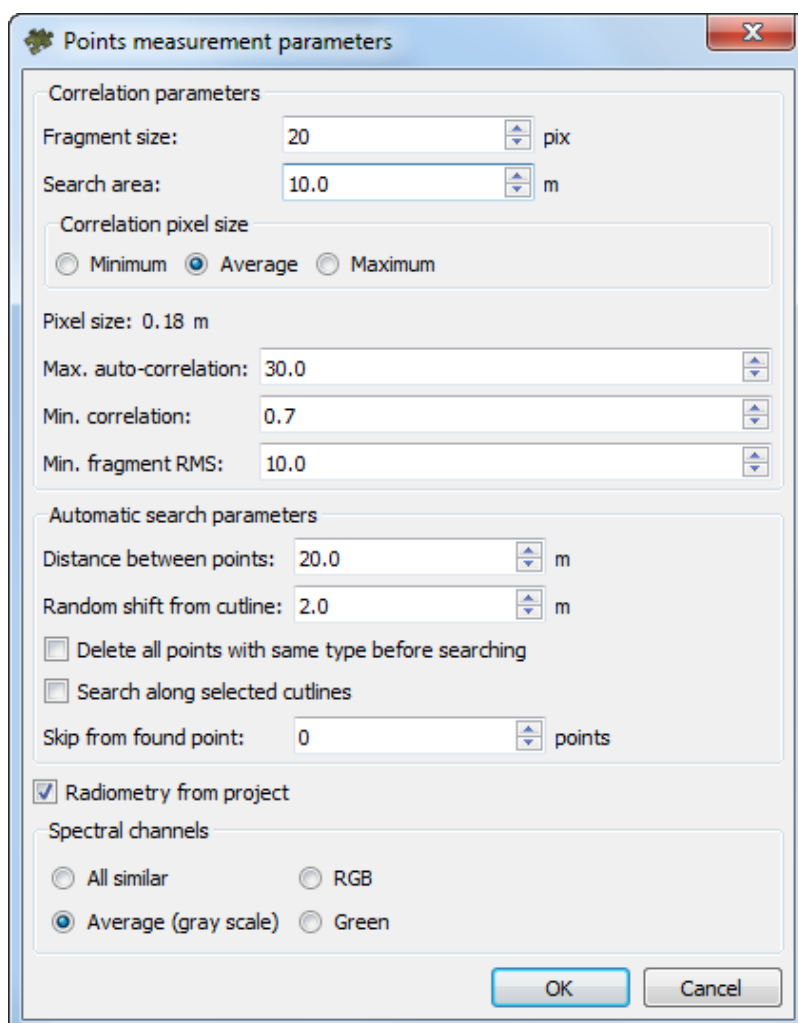 Points measurement parameters
Correlation parameters
Fragment size: 20 pix
Search area: 10.0 m
Correlation pixel size
Minimum Average Maximum
Pixel size: 0.18 m
Max. auto-correlation: 30.0
Min. correlation: 0.7
Min. fragment RMS: 10.0
Automatic search parameters
Distance between points: 20.0 m
Random shift from cutline: 2.0 m
Delete all points with same type before searching
Search along selected cutlines
Skip from found point: 0 points
Radiometry from project
Spectral channels
All similar RGB
Average (gray scale) Green
OK Cancel